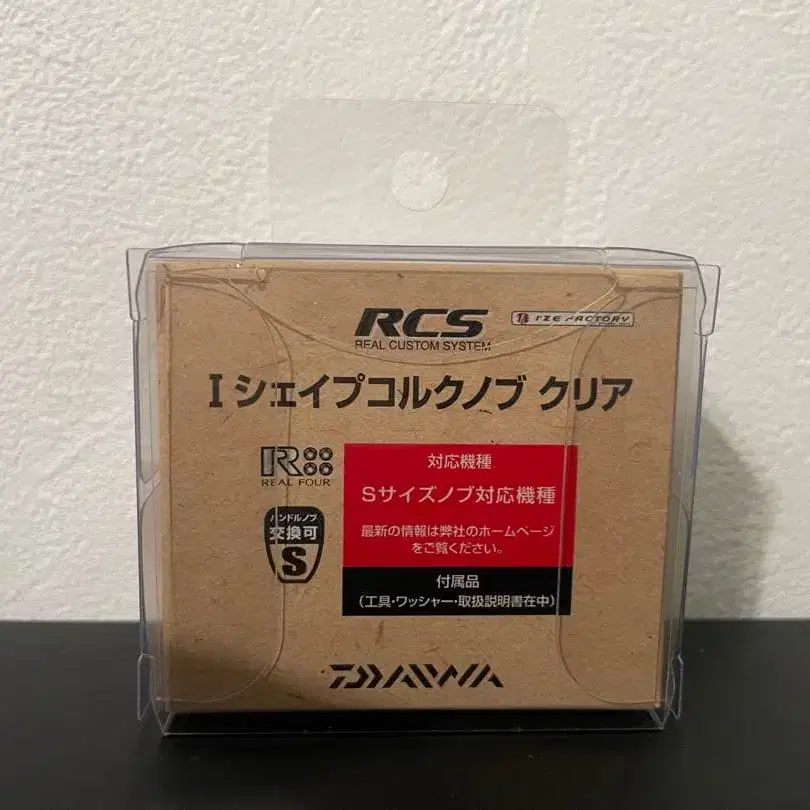 RCS
REAL CUSTOM SYSTEM
I'ZE FACTORY
I シェイプコルクノブ クリア
R
REAL FOUR
ハンドルノブ
交換可
S
対応機種
Sサイズノブ対応機種
最新の情報は弊社のホームページ
をご覧ください。
付属品
(工具・ワッシャー・取扱説明書在中)
DAIWA